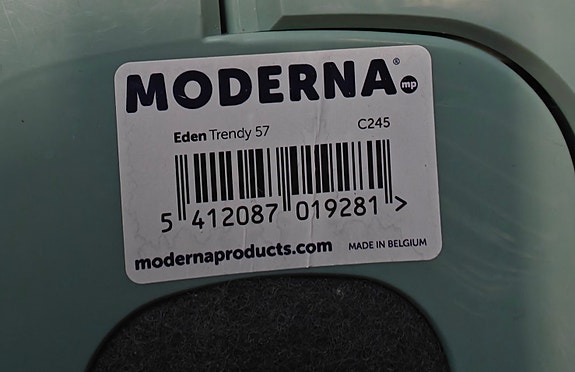 MODERNA® mp
Eden Trendy 57 C245
5 412087 019281 >
modernaproducts.com MADE IN BELGIUM